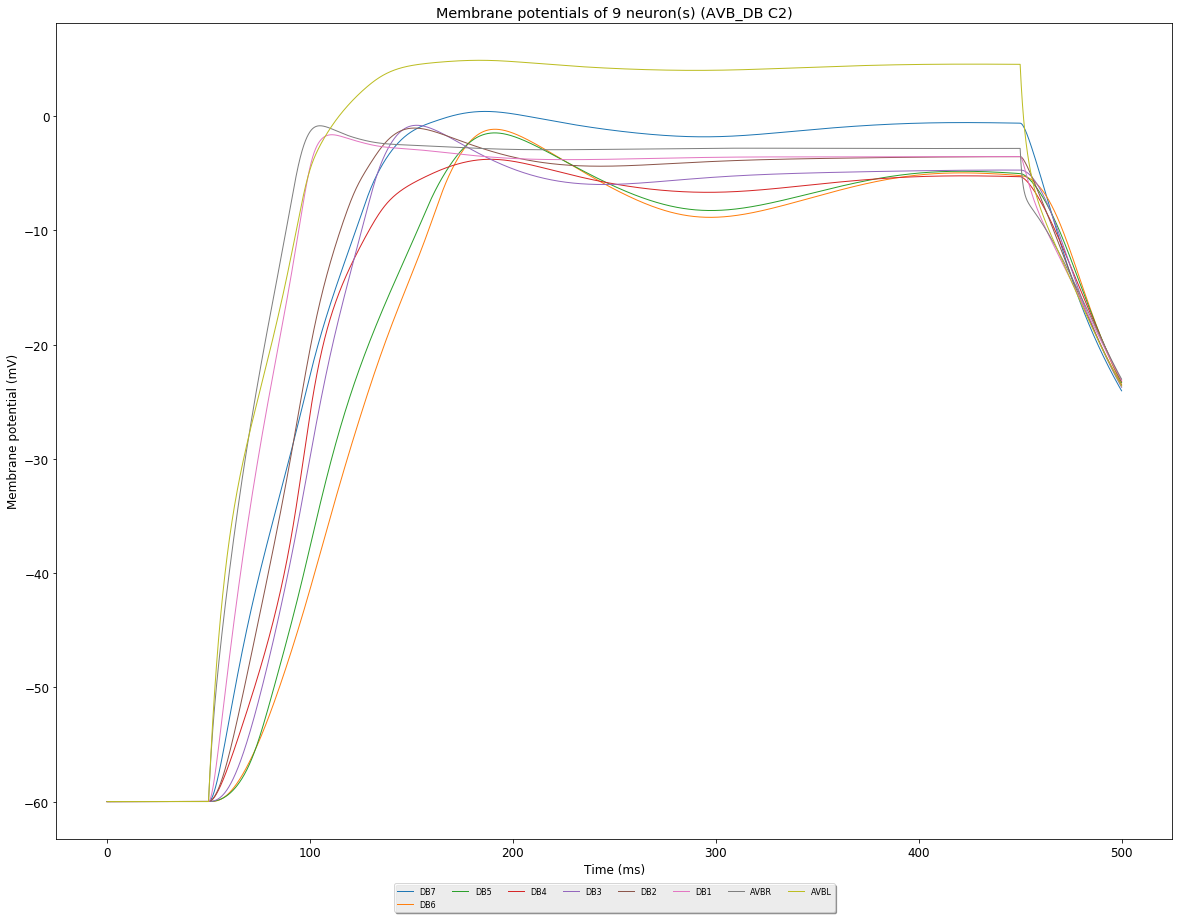 Membrane potentials of 9 neuron(s) (AVB_DB C2)
0
−10
−20
−30
−40
−50
−60
Membrane potential (mV)
0 100 200 300 400 500
Time (ms)
DB7 DB5 DB4 DB3 DB2 DB1 AVBR AVBL
DB6